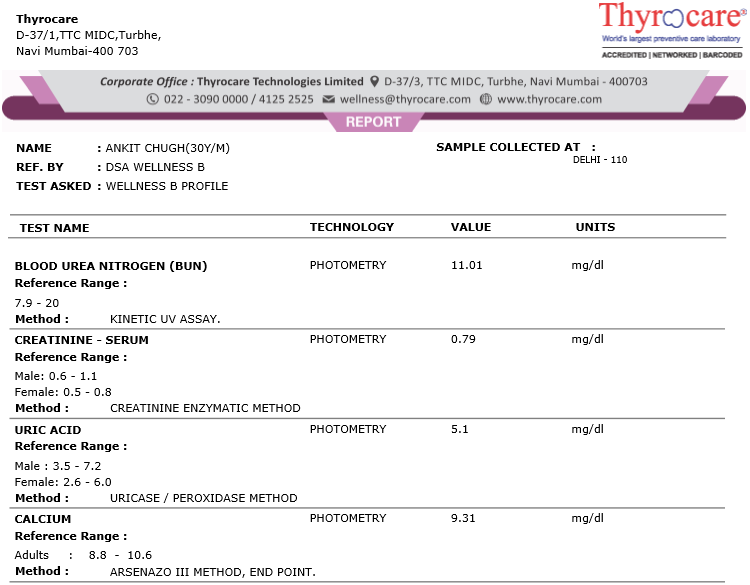 Thyrocare
D-37/1,TTC MIDC,Turbhe,
Navi Mumbai-400 703
Thyrocare®
World's largest preventive care laboratory
ACCREDITED | NETWORKED | BARCODED
Corporate Office : Thyrocare Technologies Limited D-37/3, TTC MIDC, Turbhe, Navi Mumbai - 400703
022 - 3090 0000 / 4125 2525 wellness@thyrocare.com www.thyrocare.com
REPORT
NAME : ANKIT CHUGH(30Y/M) SAMPLE COLLECTED AT :
DELHI - 110
REF. BY : DSA WELLNESS B
TEST ASKED : WELLNESS B PROFILE
TEST NAME TECHNOLOGY VALUE UNITS
BLOOD UREA NITROGEN (BUN) PHOTOMETRY 11.01 mg/dl
Reference Range :
7.9 - 20
Method : KINETIC UV ASSAY.
CREATININE - SERUM PHOTOMETRY 0.79 mg/dl
Reference Range :
Male: 0.6 - 1.1
Female: 0.5 - 0.8
Method : CREATININE ENZYMATIC METHOD
URIC ACID PHOTOMETRY 5.1 mg/dl
Reference Range :
Male : 3.5 - 7.2
Female: 2.6 - 6.0
Method : URICASE / PEROXIDASE METHOD
CALCIUM PHOTOMETRY 9.31 mg/dl
Reference Range :
Adults : 8.8 - 10.6
Method : ARSENAZO III METHOD, END POINT.